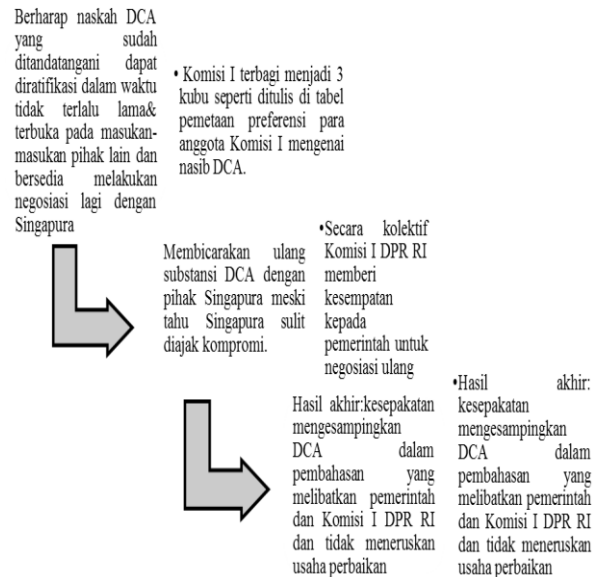 Berharap naskah DCA
yang sudah
ditandatangani dapat
diratifikasi dalam waktu
tidak terlalu lama&
terbuka pada masukan-
masukan pihak lain dan
bersedia melakukan
negosiasi lagi dengan
Singapura
• Komisi I terbagi menjadi 3
kubu seperti ditulis di tabel
pemetaan preferensi para
anggota Komisi I mengenai
nasib DCA.
Membicarakan ulang
substansi DCA dengan
pihak Singapura meski
tahu Singapura sulit
diajak kompromi.
•Secara kolektif
Komisi I DPR RI
memberi
kesempatan
kepada
pemerintah untuk
negosiasi ulang
Hasil akhir:kesepakatan
mengesampingkan
DCA dalam
pembahasan yang
melibatkan pemerintah
dan Komisi I DPR RI
dan tidak meneruskan
usaha perbaikan
•Hasil akhir:
kesepakatan
mengesampingkan
DCA dalam
pembahasan yang
melibatkan pemerintah
dan Komisi I DPR RI
dan tidak meneruskan
usaha perbaikan